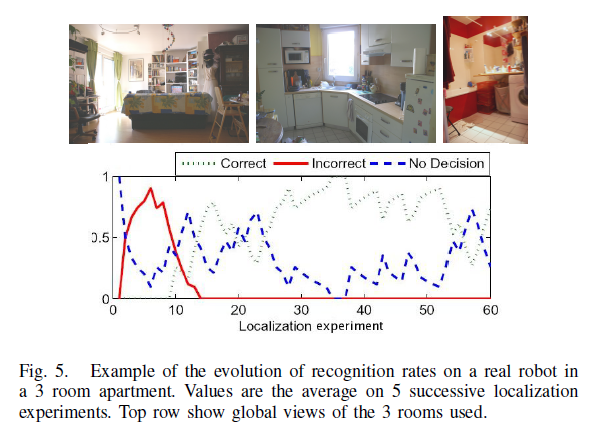 Correct Incorrect No Decision
1
0.5
0
0 10 20 30 40 50 60
Localization experiment
Fig. 5. Example of the evolution of recognition rates on a real robot in
a 3 room apartment. Values are the average on 5 successive localization
experiments. Top row show global views of the 3 rooms used.